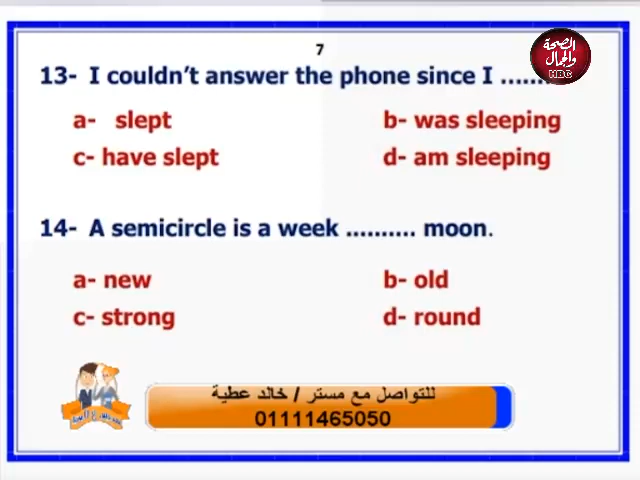 7
الصحة
والجمال
HBC
13- I couldn't answer the phone since I ........
a- slept
b- was sleeping
c- have slept
d- am sleeping
14- A semicircle is a week .......... moon.
a- new
b- old
c- strong
d- round
للتواصل مع مستر / خالد عطية
01111465050